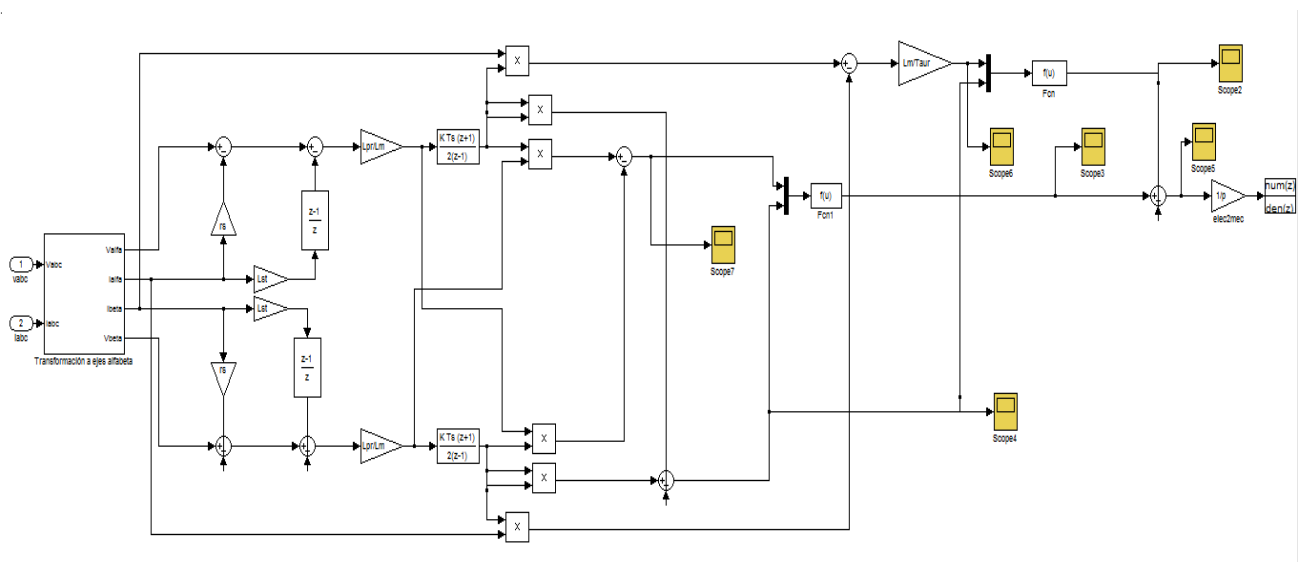 x
Lm/Taur
f(u)
Fcn
Scope2
x
K Ts (z+1)
2(z-1)
x
Lpr/Lm
Scope6
Scope3
Scope5
f(u)
Fcn1
1/p
elec2mec
num(z)
den(z)
z-1
z
rs
Scope7
Valfa
1
vabc
Vabc
Ialfa
Lst
Ibeta
Lst
2
Iabc
Iabc
Vbeta
Transformación a ejes alfabeta
z-1
z
rs
Scope4
Lpr/Lm
K Ts (z+1)
2(z-1)
x
x
x